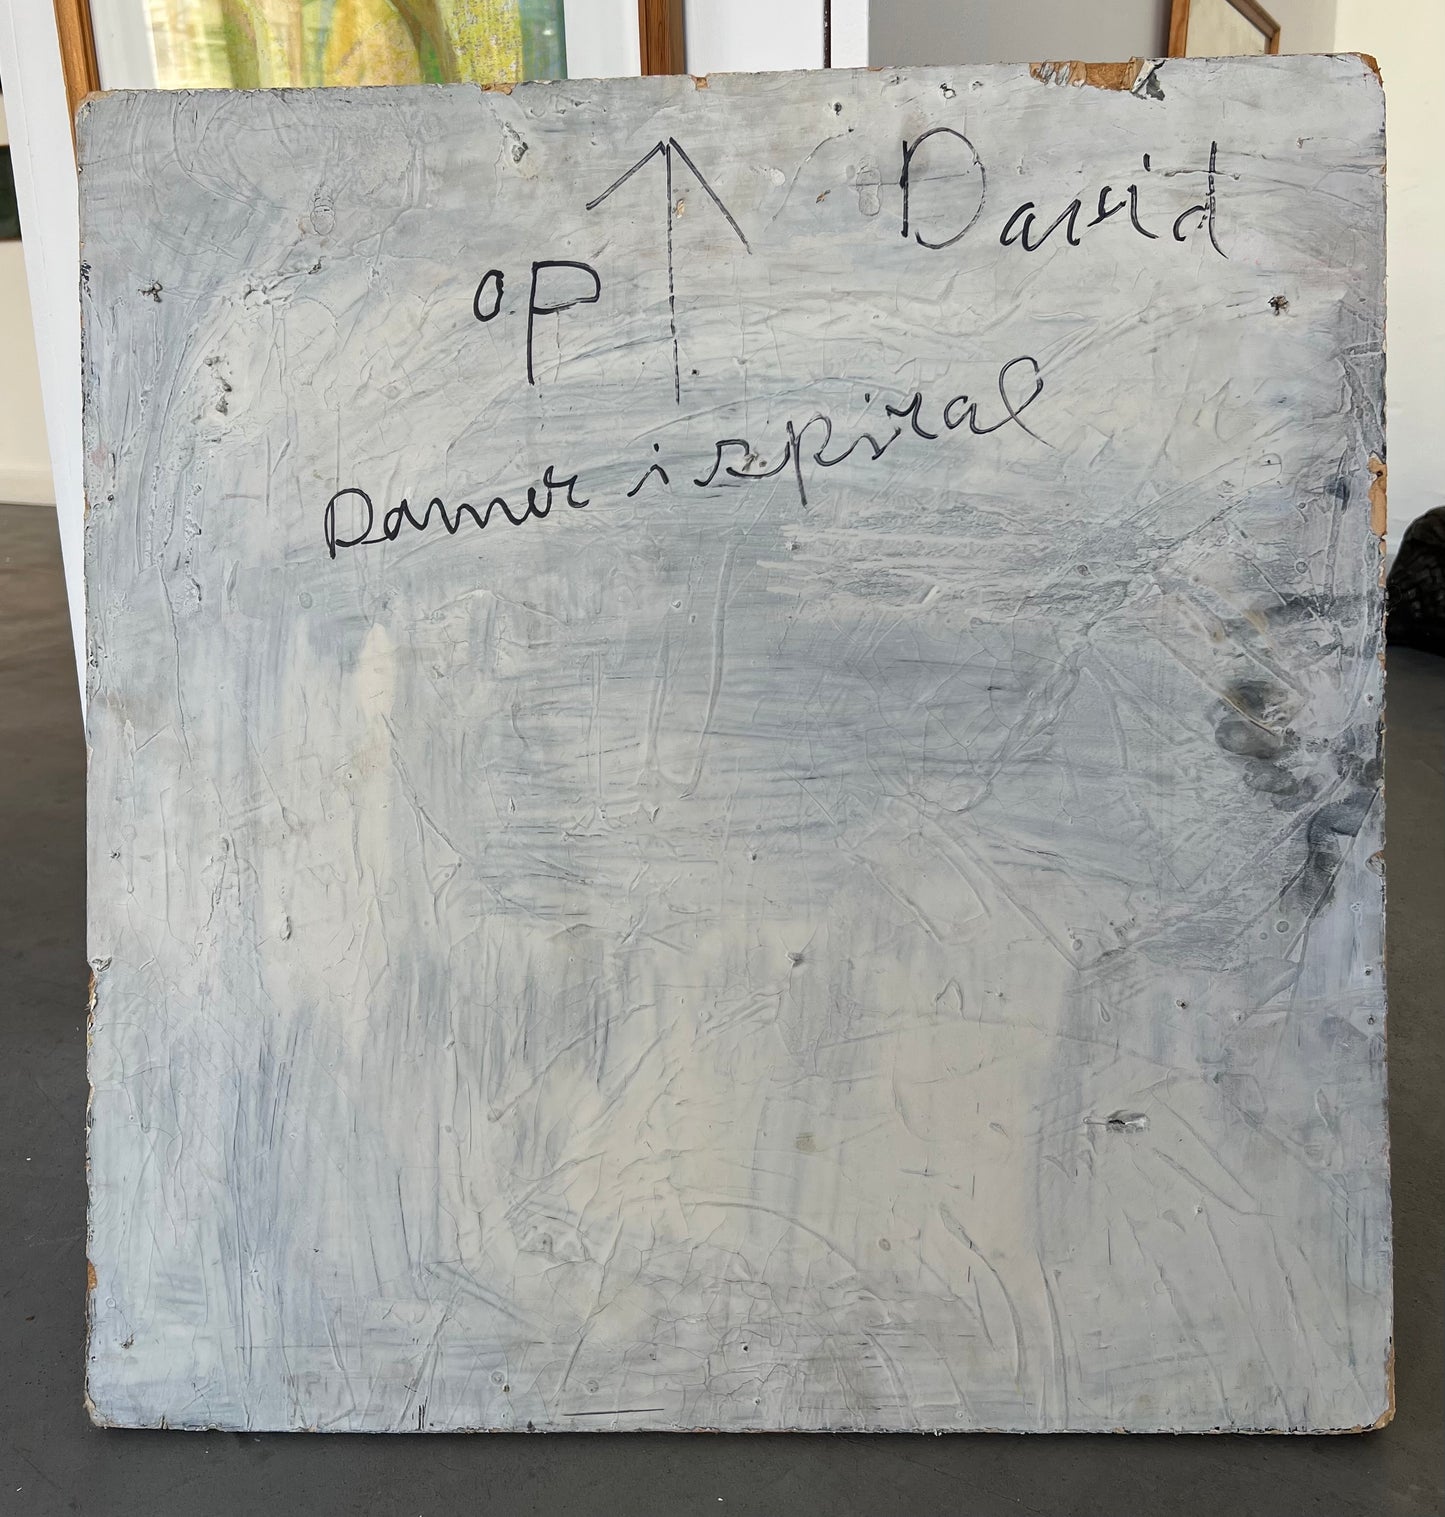 David
op
Damer i spiral